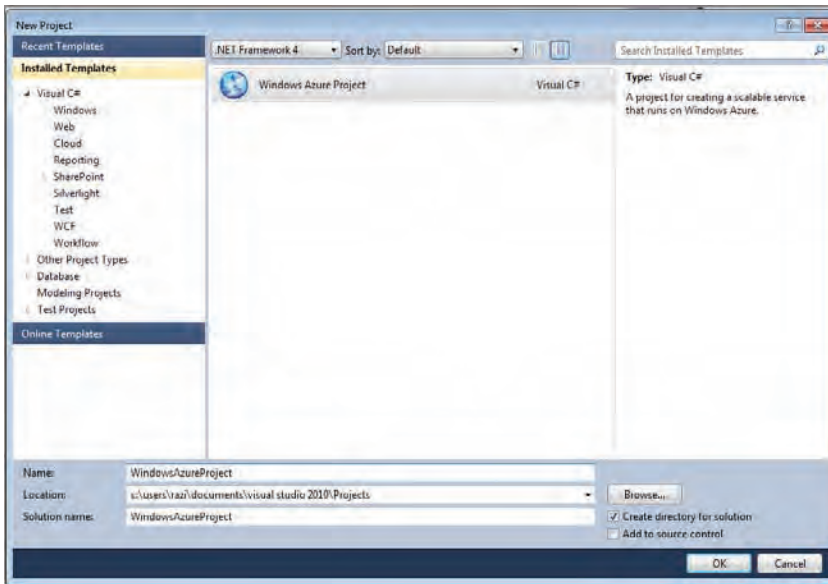 New Project
Recent Templates
Installed Templates
Visual C#
Windows
Web
Cloud
Reporting
SharePoint
Silverlight
Test
WCF
Workflow
Other Project Types
Database
Modeling Projects
Test Projects
Online Templates
.NET Framework 4 Sort by: Default
Windows Azure Project Visual C#
Search Installed Templates
Type: Visual C#
A project for creating a scalable service
that runs on Windows Azure.
Name: WindowsAzureProject
Location: c:\users\razi\documents\visual studio 2010\Projects Browse...
Solution name: WindowsAzureProject
Create directory for solution
Add to source control
OK Cancel